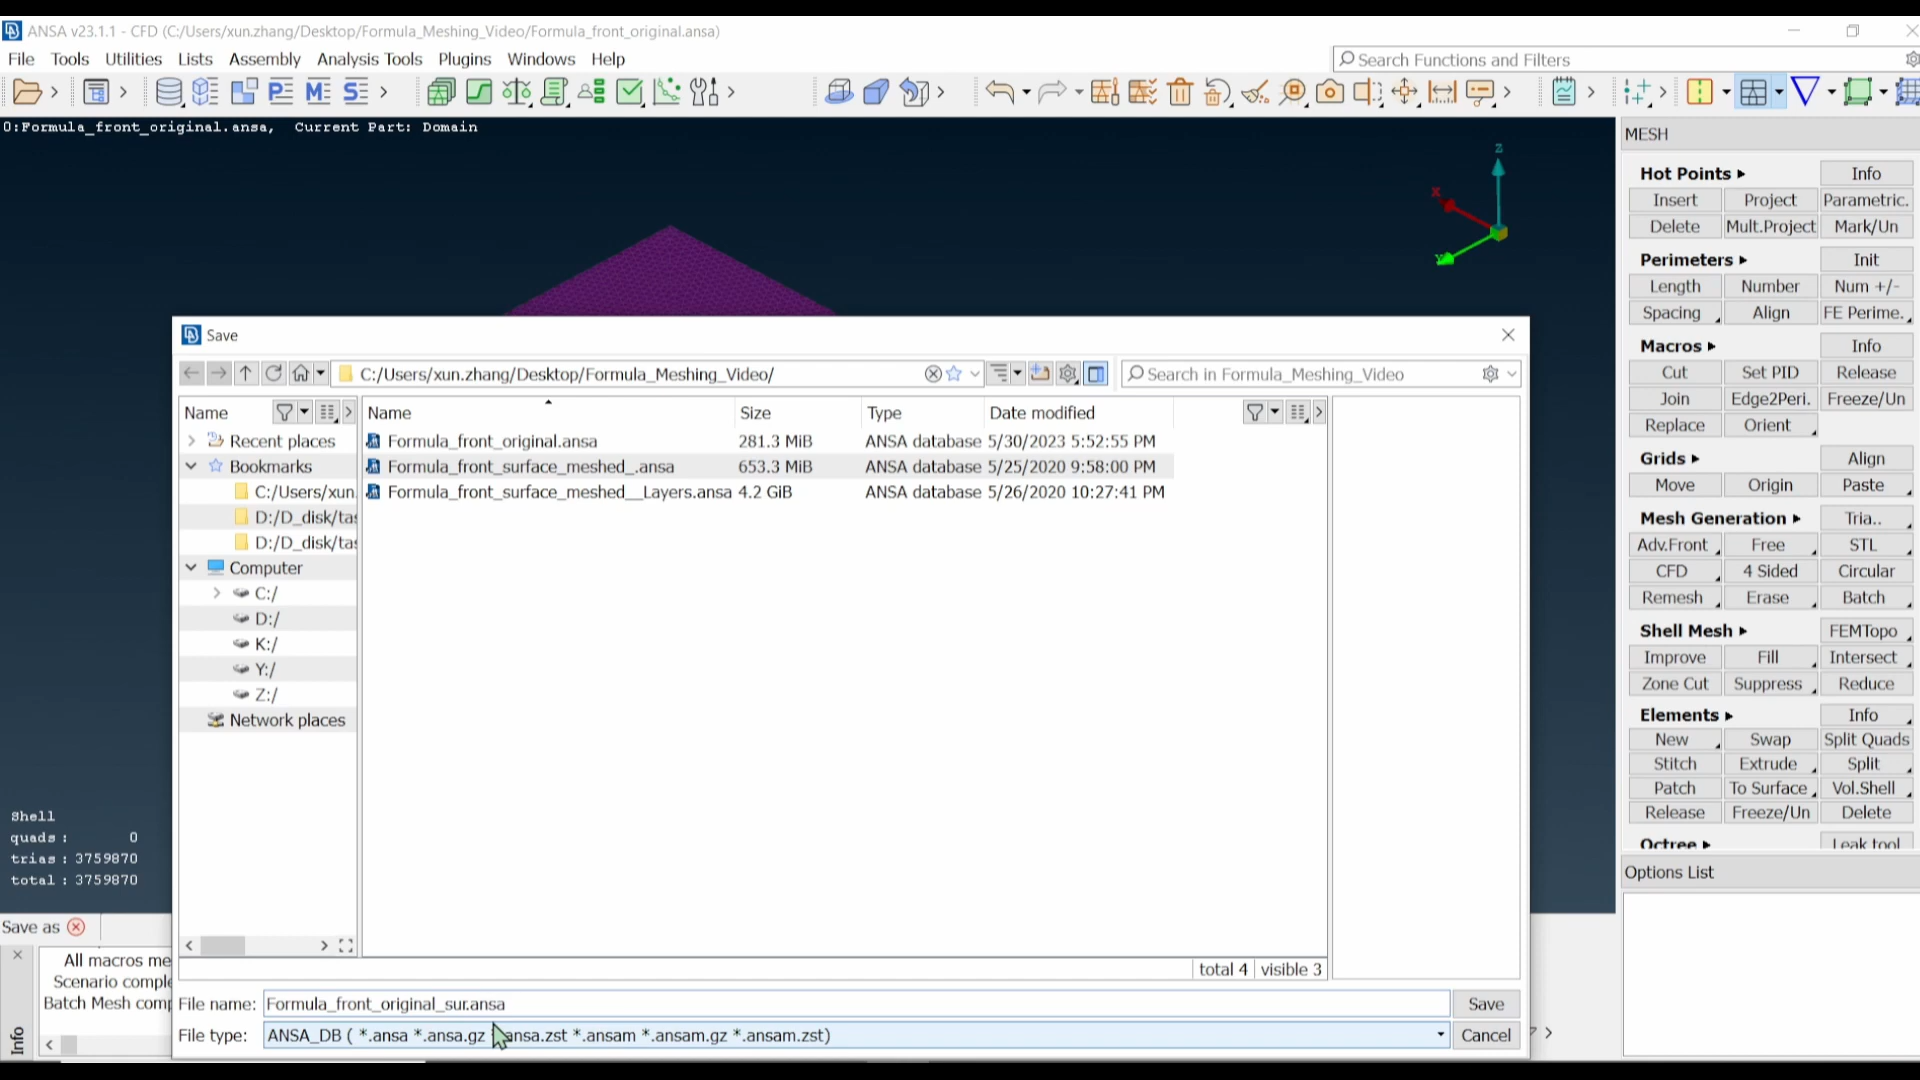 ANSA v23.1.1 - CFD (C:/Users/xun.zhang/Desktop/Formula_Meshing_Video/Formula_front_original.ansa)
File Tools Utilities Lists Assembly Analysis Tools Plugins Windows Help
Search Functions and Filters
0:Formula_front_original.ansa, Current Part: Domain
Z
X
Y
Save
C:/Users/xun.zhang/Desktop/Formula_Meshing_Video/
Search in Formula_Meshing_Video
Name
Name Size Type Date modified
Recent places
Formula_front_original.ansa 281.3 MiB ANSA database 5/30/2023 5:52:55 PM
Bookmarks
Formula_front_surface_meshed_.ansa 653.3 MiB ANSA database 5/25/2020 9:58:00 PM
C:/Users/xun.
Formula_front_surface_meshed__Layers.ansa 4.2 GiB ANSA database 5/26/2020 10:27:41 PM
D:/D_disk/ta
D:/D_disk/ta
Computer
C:/
D:/
K:/
Y:/
Z:/
Network places
total 4 visible 3
File name: Formula_front_original_sur.ansa Save
File type: ANSA_DB ( *.ansa *.ansa.gz ansa.zst *.ansam *.ansam.gz *.ansam.zst) Cancel
Shell
quads : 0
trias : 3759870
total : 3759870
Save as
All macros me
Scenario comple
Batch Mesh comp
Info
MESH
Hot Points Info
Insert Project Parametric.
Delete Mult.Project Mark/Un
Perimeters Init
Length Number Num +/-
Spacing Align FE Perime.
Macros Info
Cut Set PID Release
Join Edge2Peri. Freeze/Un
Replace Orient
Grids Align
Move Origin Paste
Mesh Generation Tria..
Adv.Front Free STL
CFD 4 Sided Circular
Remesh Erase Batch
Shell Mesh FEMTopo
Improve Fill Intersect
Zone Cut Suppress Reduce
Elements Info
New Swap Split Quads
Stitch Extrude Split
Patch To Surface Vol.Shell
Release Freeze/Un Delete
Octree Leak tool
Options List